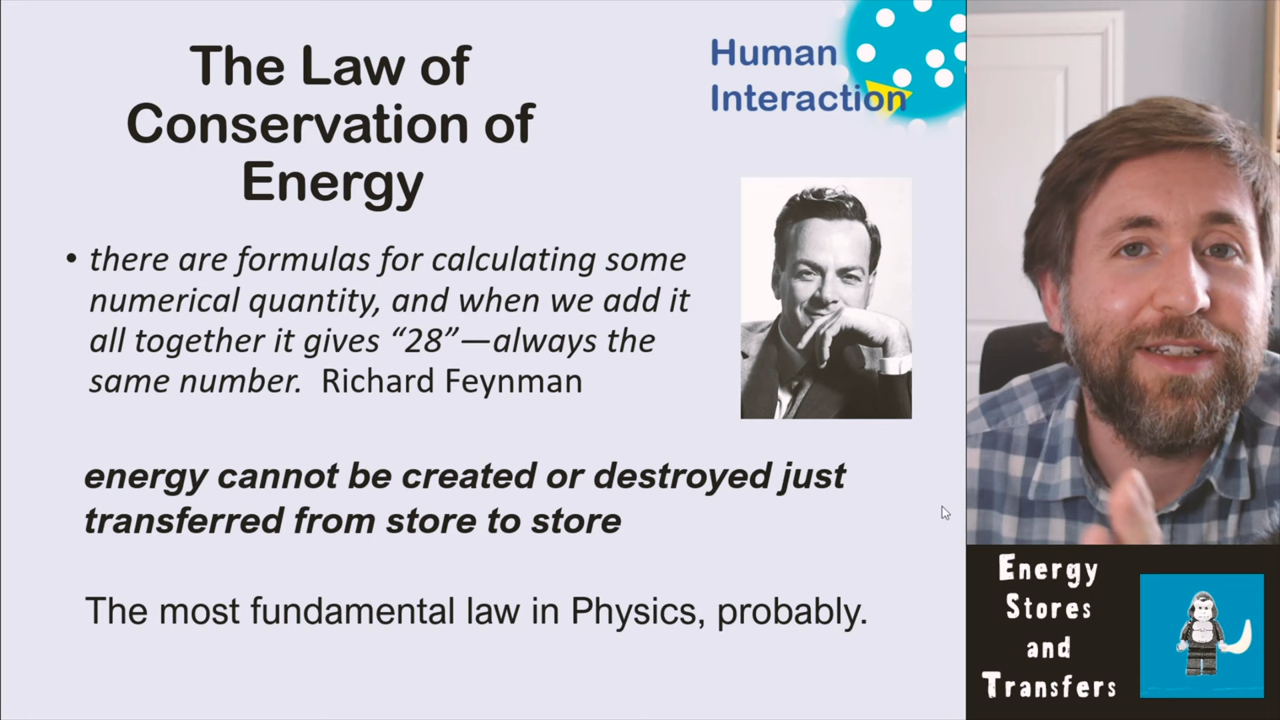 The Law of
Conservation of
Energy
Human
Interaction
• there are formulas for calculating some
numerical quantity, and when we add it
all together it gives “28”—always the
same number. Richard Feynman
energy cannot be created or destroyed just
transferred from store to store
The most fundamental law in Physics, probably.
Energy
Stores
and
Transfers